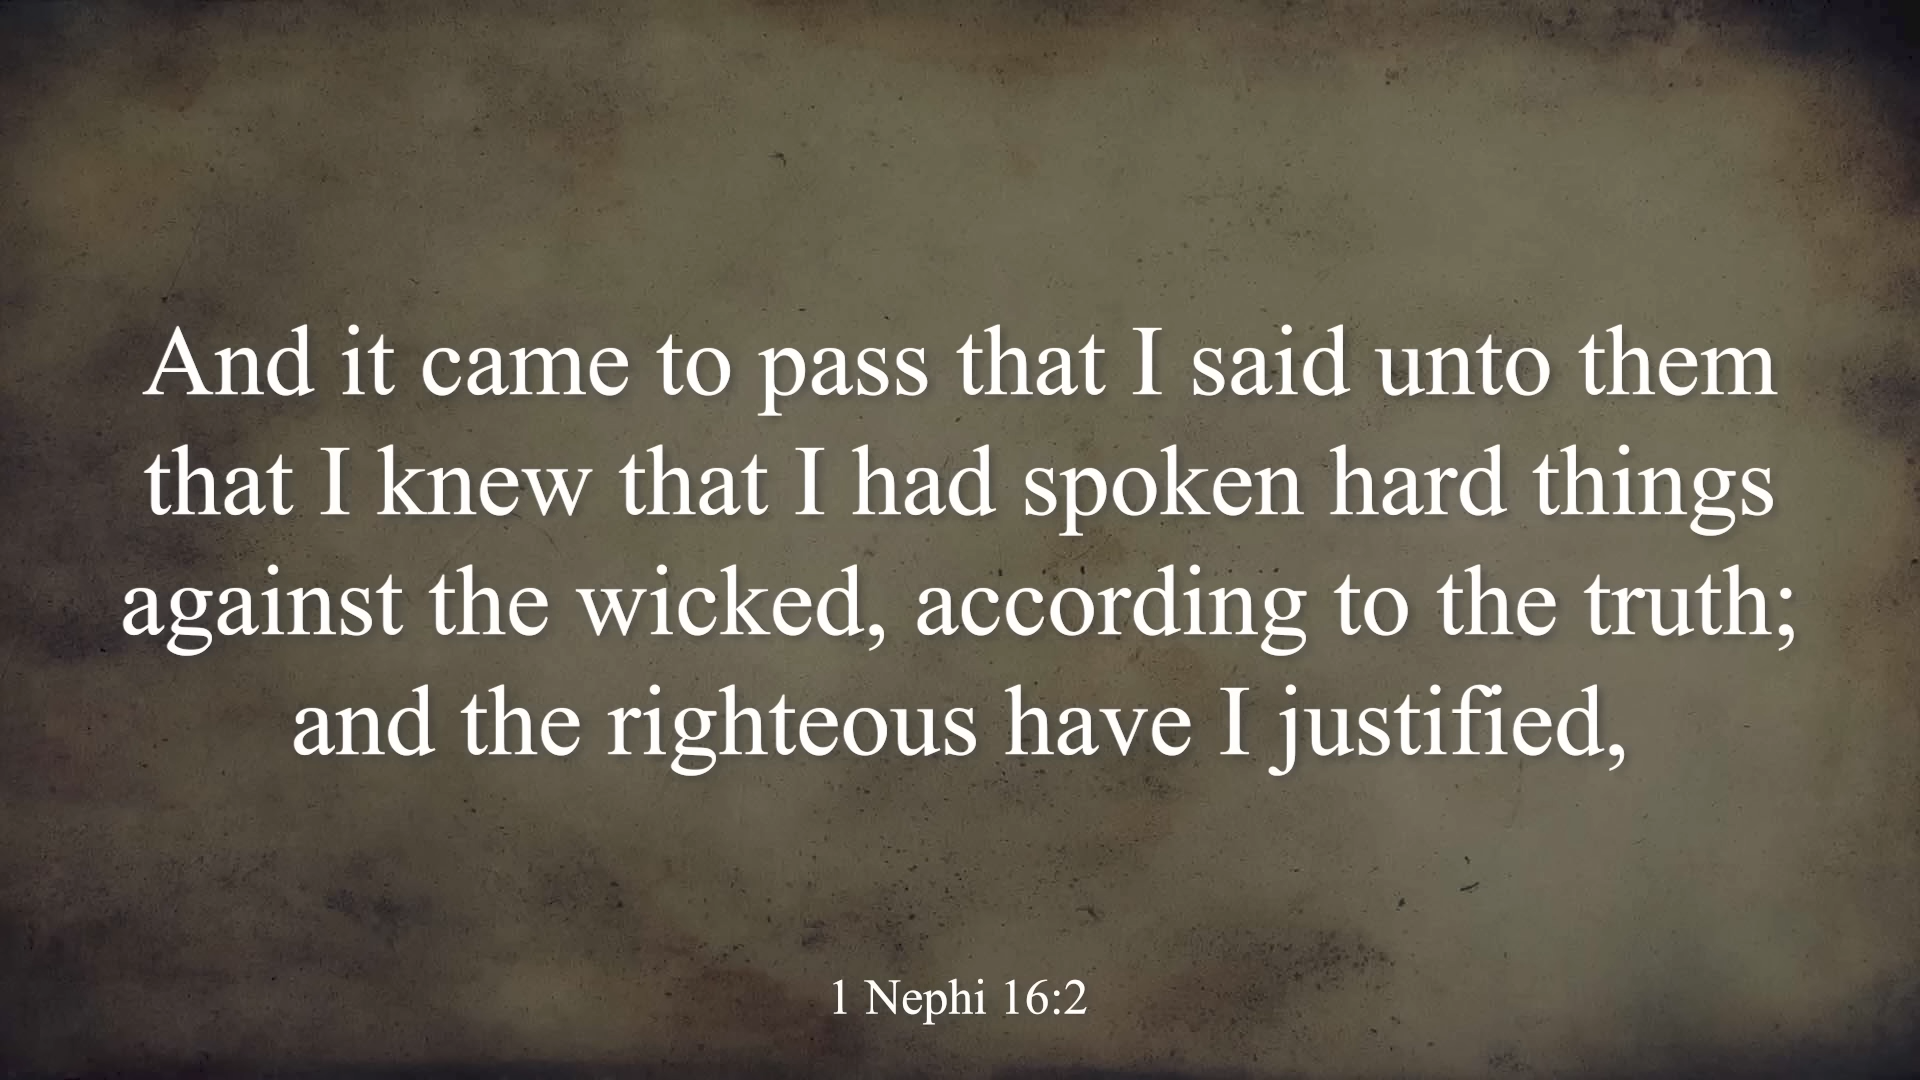 And it came to pass that I said unto them
that I knew that I had spoken hard things
against the wicked, according to the truth;
and the righteous have I justified,
1 Nephi 16:2